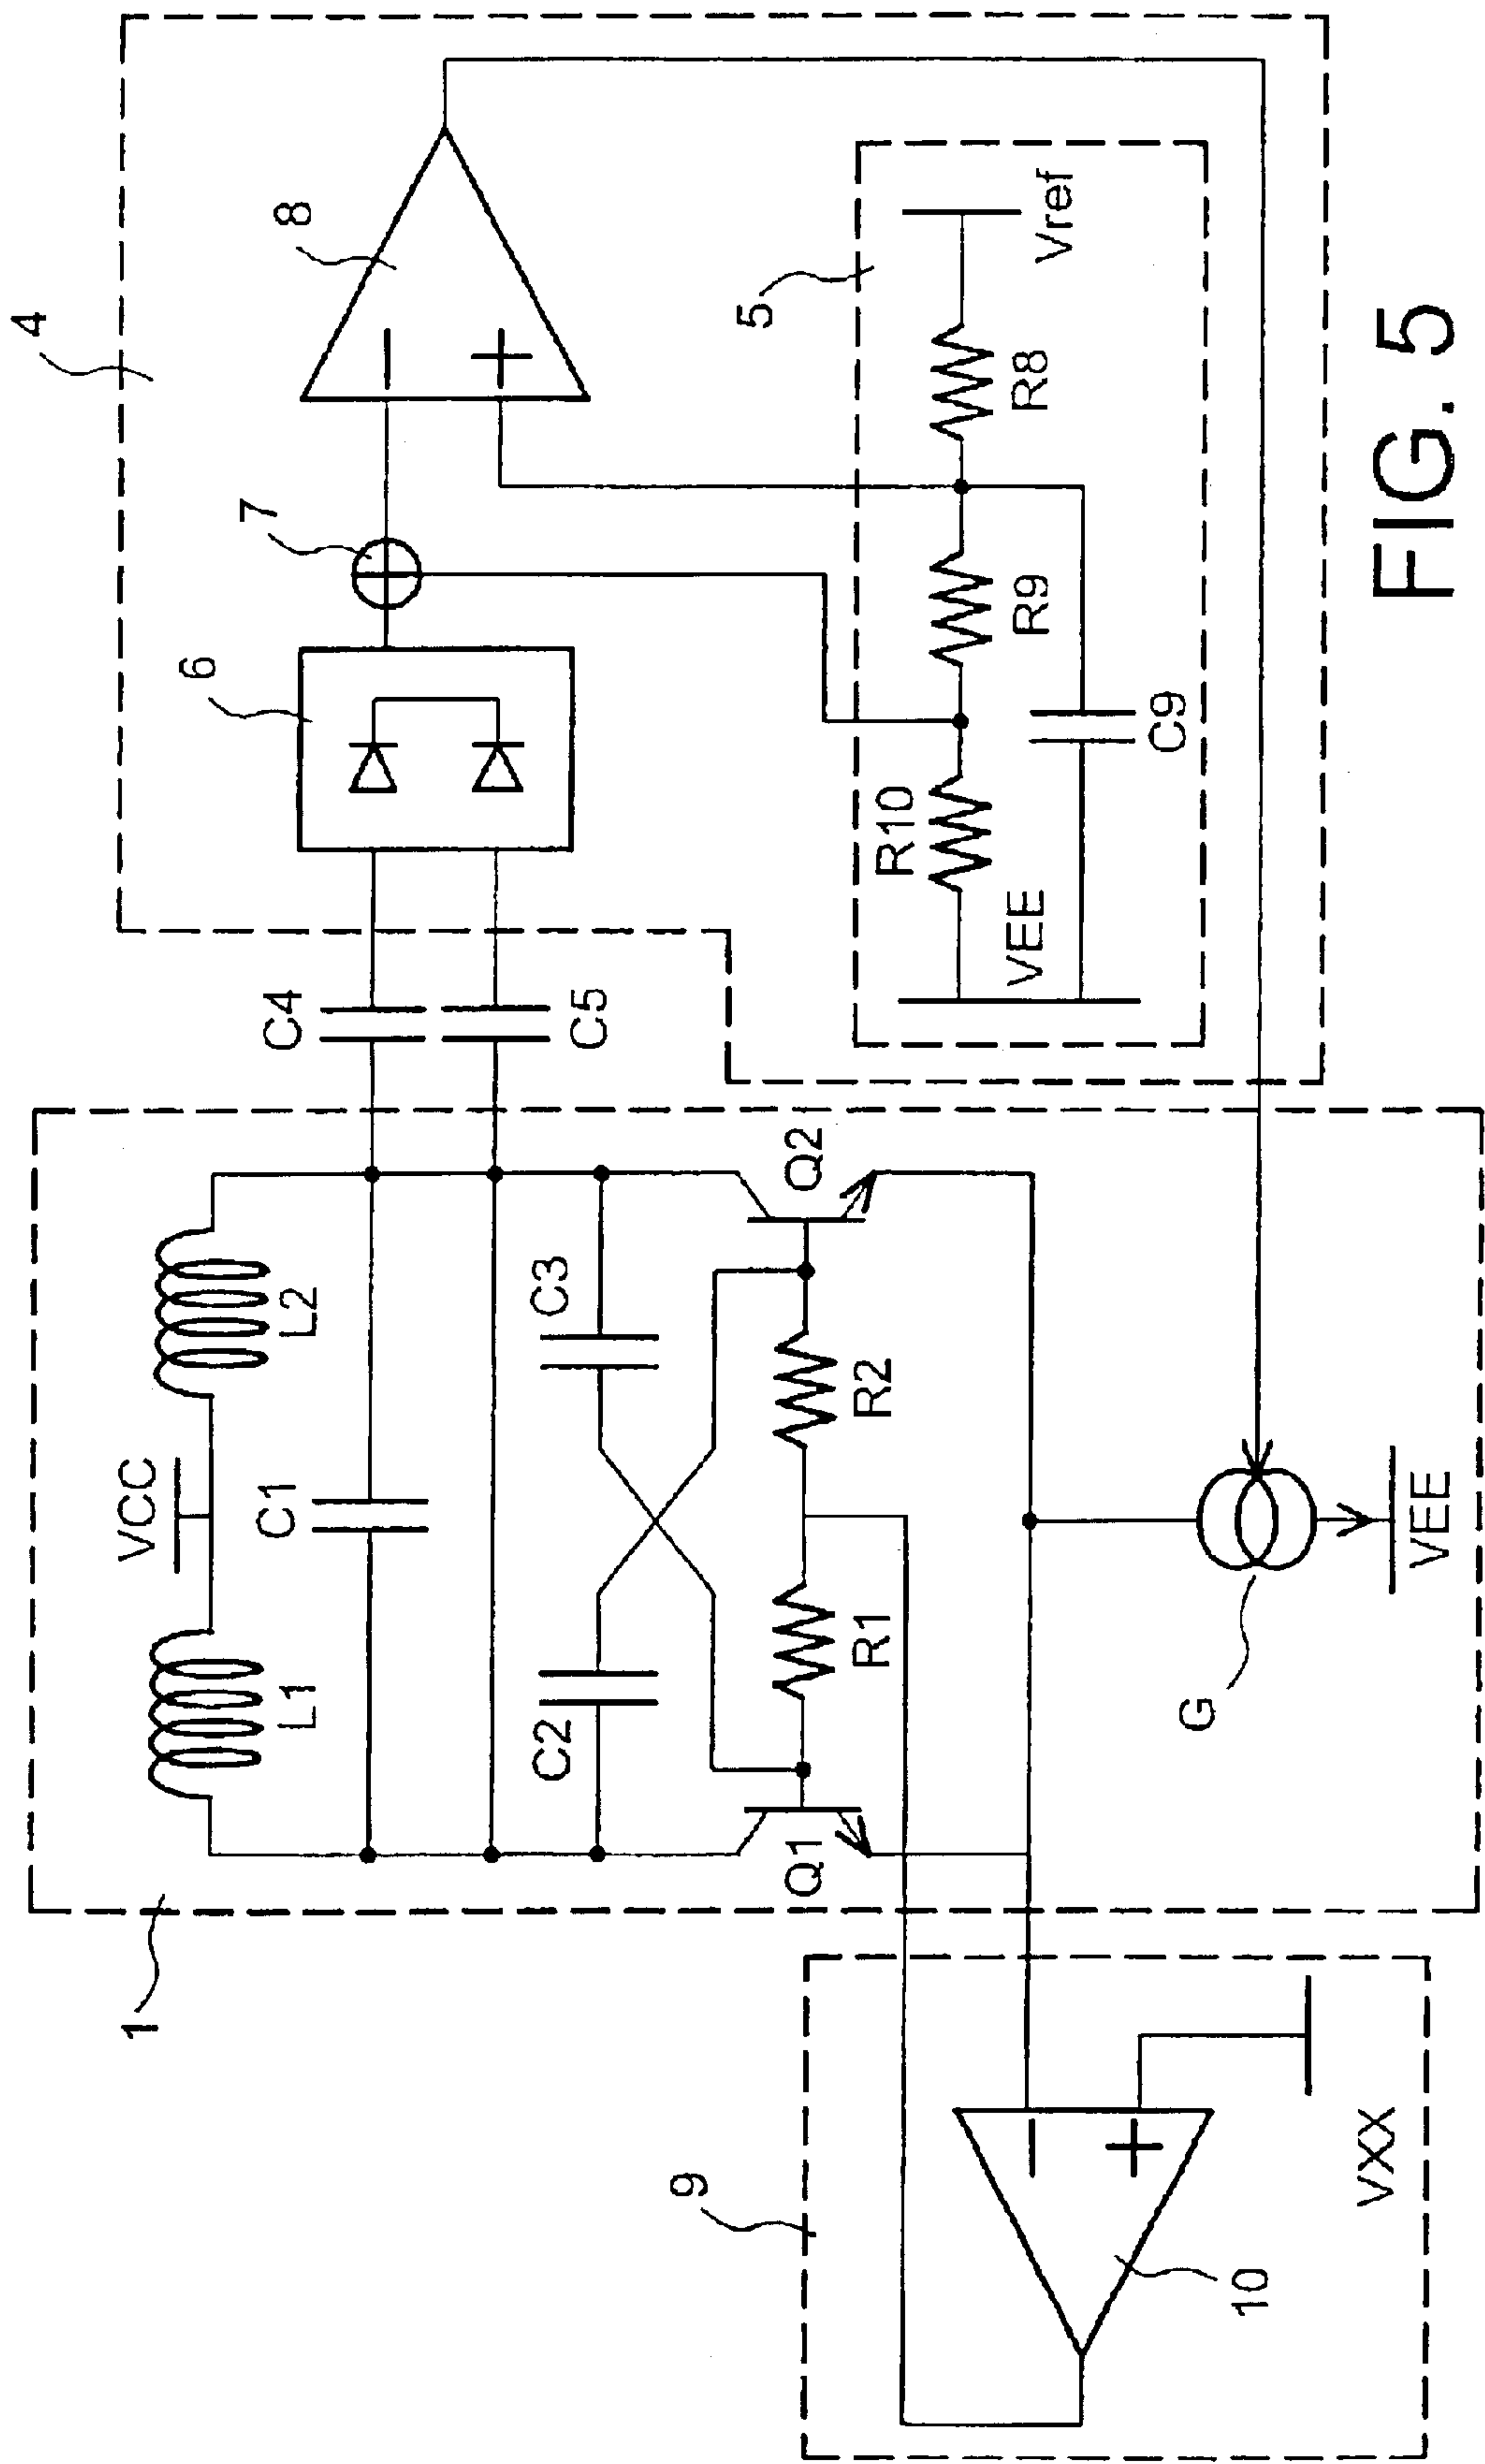 1
VCC
L1
L2
C1
C2
C3
Q1
Q2
R1
R2
G
VEE
C4
C5
4
6
7
8
5
R10
R9
R8
Vref
VEE
C9
9
10
VXX
FIG. 5